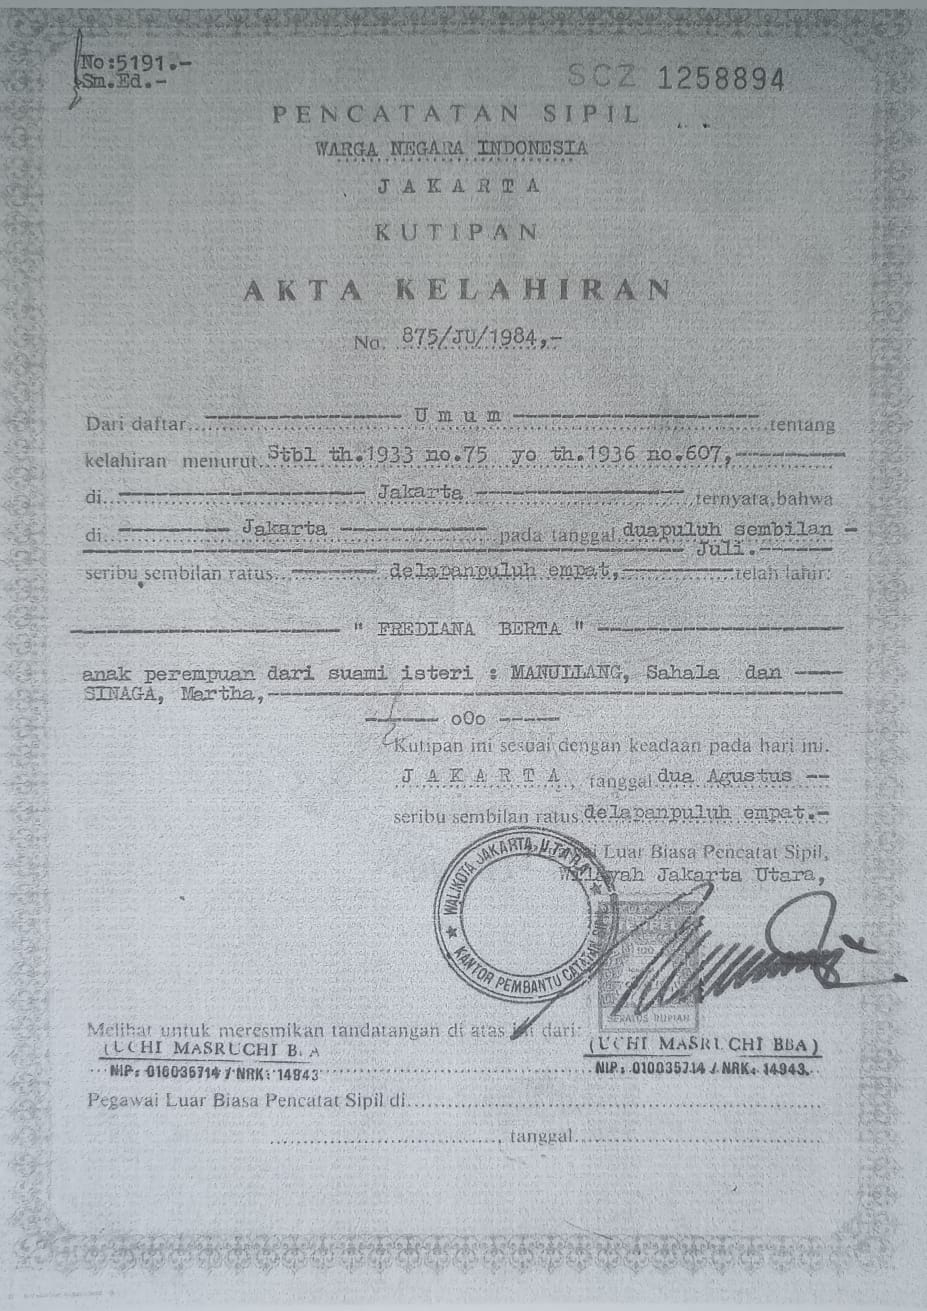 No:5191.-
Sm.Ed.-
SCZ 1258894
PENCATATAN SIPIL
WARGA NEGARA INDONESIA
JAKARTA
KUTIPAN
AKTA KELAHIRAN
No. 875/JU/1984,-
Dari daftar Umum tentang
kelahiran menurut Stbl th.1933 no.75 yo th.1936 no.607,
di Jakarta ternyata, bahwa
di Jakarta pada tanggal duapuluh sembilan -
Juli.
seribu sembilan ratus delapanpuluh empat, telah lahir:
" FREDIANA BERTA "
anak perempuan dari suami isteri : MANULLANG, Sahala dan
SINAGA, Martha,
oOo
Kutipan ini sesuai dengan keadaan pada hari ini.
JAKARTA, tanggal dua Agustus --
seribu sembilan ratus delapanpuluh empat.-
Luar Biasa Pencatat Sipil,
Wilayah Jakarta Utara,
WALIKOTA JAKARTA UTARA
KANTOR PEMBANTU CATATAN SIPIL
SERATUS RUPIAH
Melihat untuk meresmikan tandatangan di atas ini dari:
(UCHI MASRUCHI B. A
NIP: 010035714 / NRK: 14943
(UCHI MASRUCHI BBA)
NIP: 010035714 / NRK: 14943.
Pegawai Luar Biasa Pencatat Sipil di
, tanggal